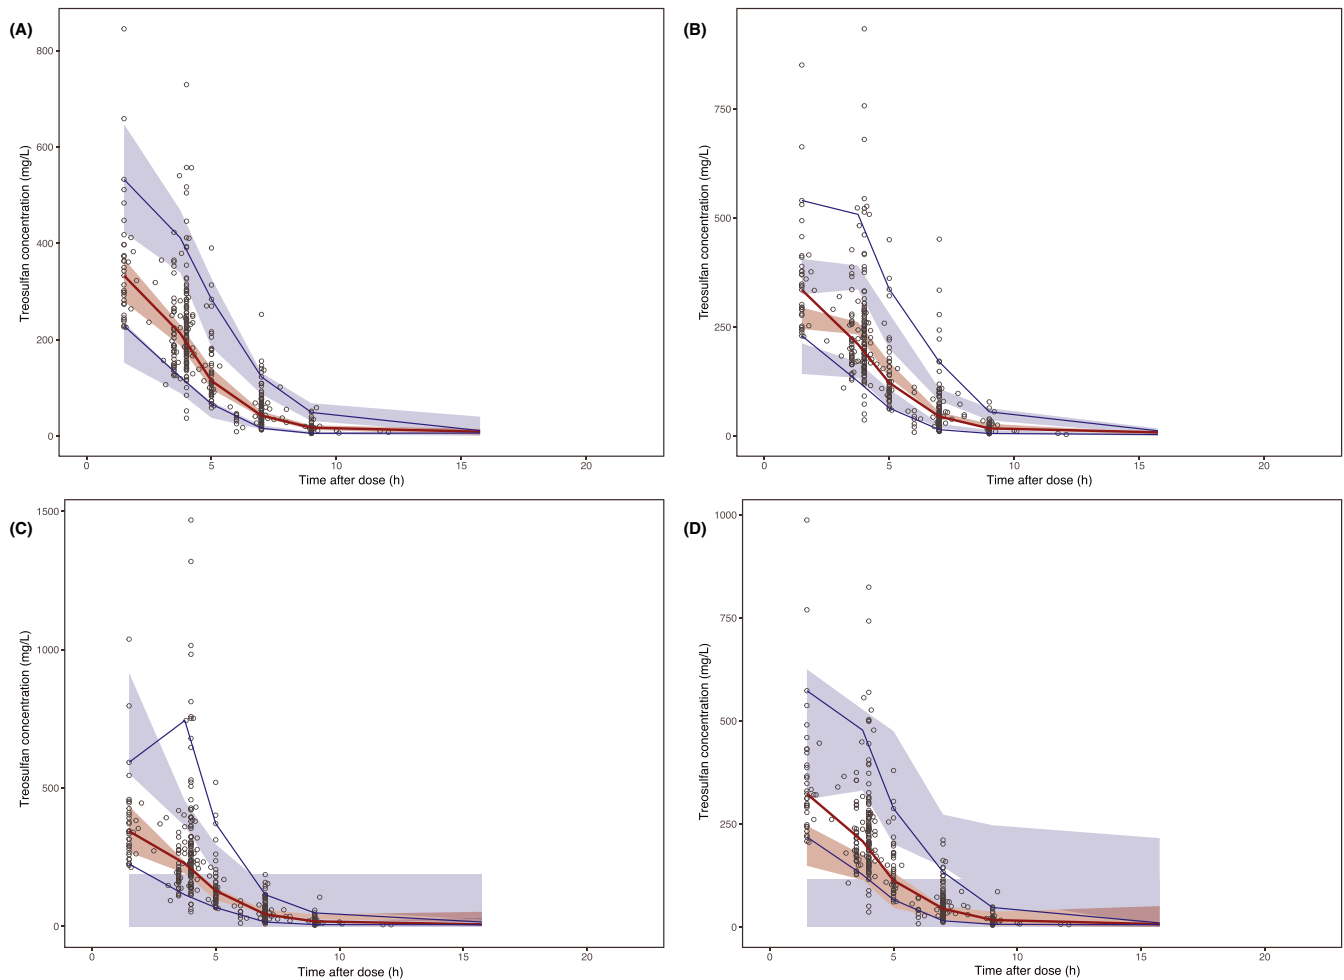 (A)
Treosulfan concentration (mg/L)
800
600
400
200
0
0 5 10 15 20
Time after dose (h)
(B)
Treosulfan concentration (mg/L)
750
500
250
0
0 5 10 15 20
Time after dose (h)
(C)
Treosulfan concentration (mg/L)
1500
1000
500
0
0 5 10 15 20
Time after dose (h)
(D)
Treosulfan concentration (mg/L)
1000
750
500
250
0
0 5 10 15 20
Time after dose (h)